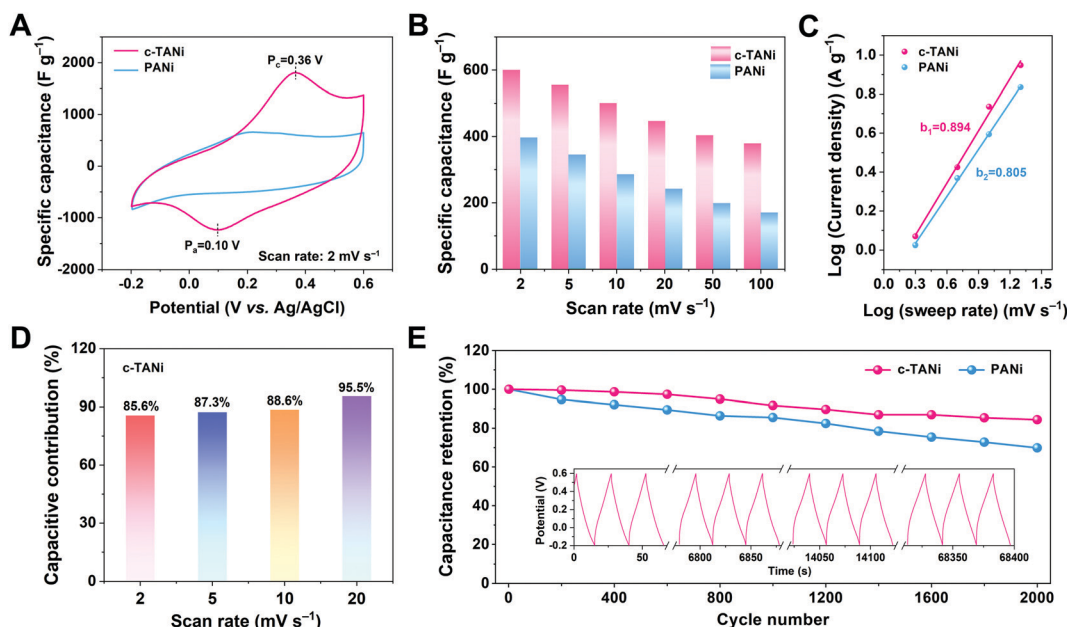 A
c-TANi
PANi
P_c=0.36 V
P_a=0.10 V
Scan rate: 2 mV s⁻¹
Specific capacitance (F g⁻¹)
2000
1000
0
-1000
-2000
-0.2 0.0 0.2 0.4 0.6
Potential (V vs. Ag/AgCl)
B
c-TANi
PANi
Specific capacitance (F g⁻¹)
600
400
200
0
2 5 10 20 50 100
Scan rate (mV s⁻¹)
C
c-TANi
PANi
b₁=0.894
b₂=0.805
Log (Current density) (A g⁻¹)
1.0
0.8
0.6
0.4
0.2
0.0
0.0 0.3 0.6 0.9 1.2 1.5
Log (sweep rate) (mV s⁻¹)
D
c-TANi
85.6% 87.3% 88.6% 95.5%
Capacitive contribution (%)
120
90
60
30
0
2 5 10 20
Scan rate (mV s⁻¹)
E
c-TANi PANi
Capacitance retention (%)
120
100
80
60
40
20
0
Potential (V)
0.6
0.4
0.2
0.0
-0.2
0 50 6800 6850 14050 14100 68350 68400
Time (s)
0 400 800 1200 1600 2000
Cycle number